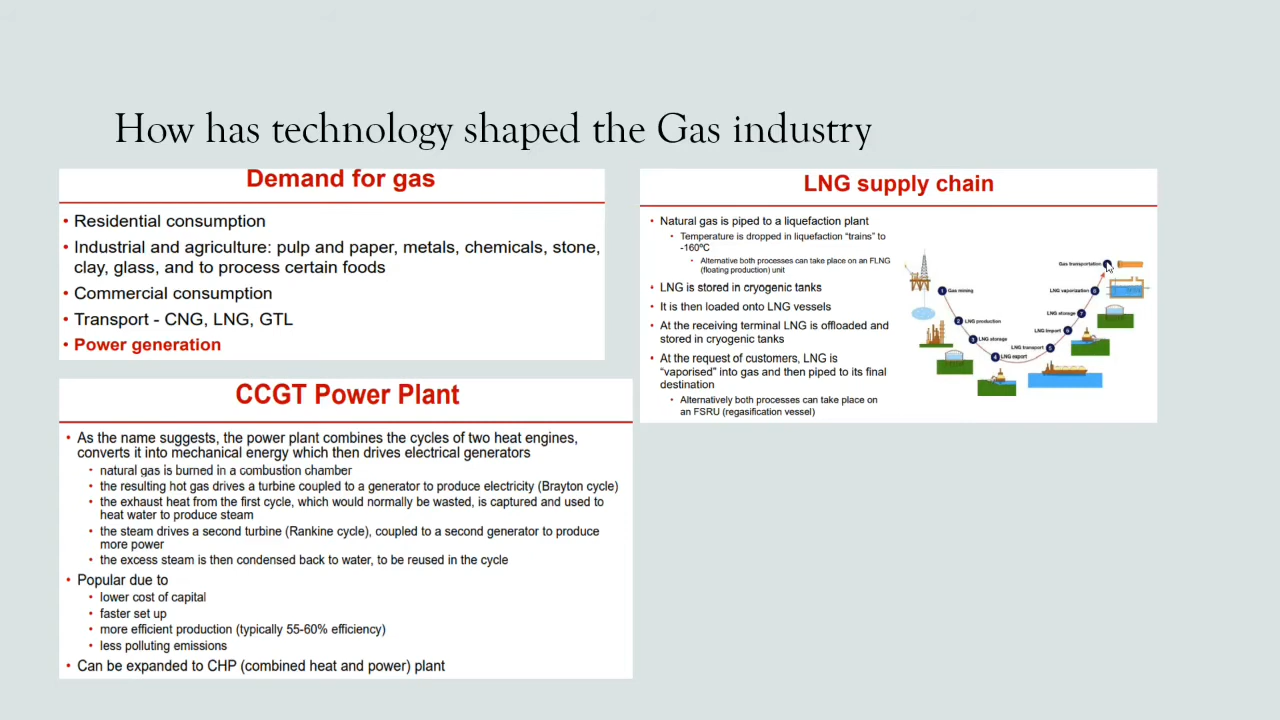 How has technology shaped the Gas industry
Demand for gas
• Residential consumption
• Industrial and agriculture: pulp and paper, metals, chemicals, stone,
clay, glass, and to process certain foods
• Commercial consumption
• Transport - CNG, LNG, GTL
• Power generation
CCGT Power Plant
• As the name suggests, the power plant combines the cycles of two heat engines,
converts it into mechanical energy which then drives electrical generators
• natural gas is burned in a combustion chamber
• the resulting hot gas drives a turbine coupled to a generator to produce electricity (Brayton cycle)
• the exhaust heat from the first cycle, which would normally be wasted, is captured and used to
heat water to produce steam
• the steam drives a second turbine (Rankine cycle), coupled to a second generator to produce
more power
• the excess steam is then condensed back to water, to be reused in the cycle
• Popular due to
• lower cost of capital
• faster set up
• more efficient production (typically 55-60% efficiency)
• less polluting emissions
• Can be expanded to CHP (combined heat and power) plant
LNG supply chain
• Natural gas is piped to a liquefaction plant
• Temperature is dropped in liquefaction “trains” to
-160ºC
• Alternative both processes can take place on an FLNG
(floating production) unit
• LNG is stored in cryogenic tanks
• It is then loaded onto LNG vessels
• At the receiving terminal LNG is offloaded and
stored in cryogenic tanks
• At the request of customers, LNG is
“vaporised” into gas and then piped to its final
destination
• Alternatively both processes can take place on
an FSRU (regasification vessel)
1 Gas mining
2 LNG production
3 LNG storage
4 LNG export
LNG transport 5
LNG import 6
LNG storage 7
LNG vaporization 8
Gas transportation